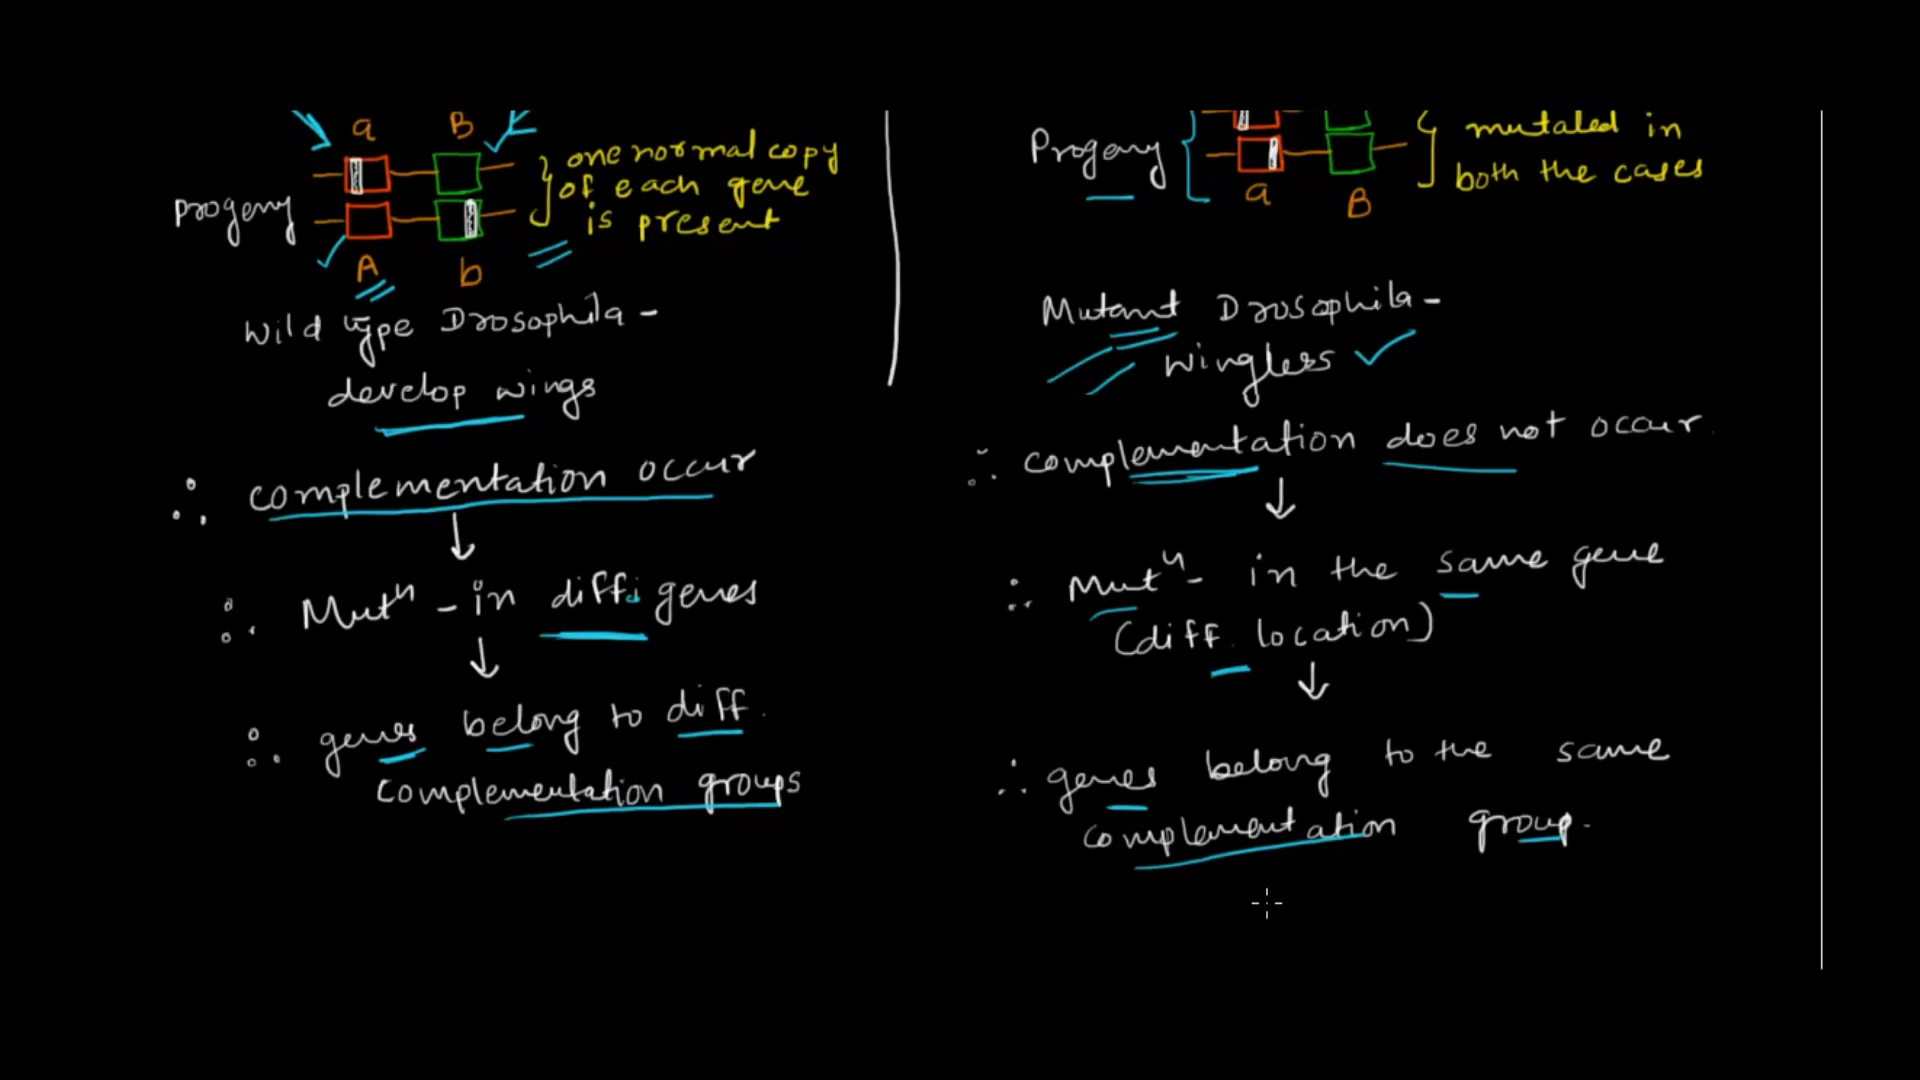 a B
one normal copy
of each gene
is present
Progeny
A b
Wild type Drosophila -
develop wings
∴ complementation occur
↓
∴ Mutⁿ - in diff. genes
↓
∴ genes belong to diff.
complementation groups
mutated in
both the cases
Progeny
a B
Mutant Drosophila -
wingless
∴ complementation does not occur.
↓
∴ Mutⁿ - in the same gene
(diff. location)
↓
∴ genes belong to the same
complementation group.